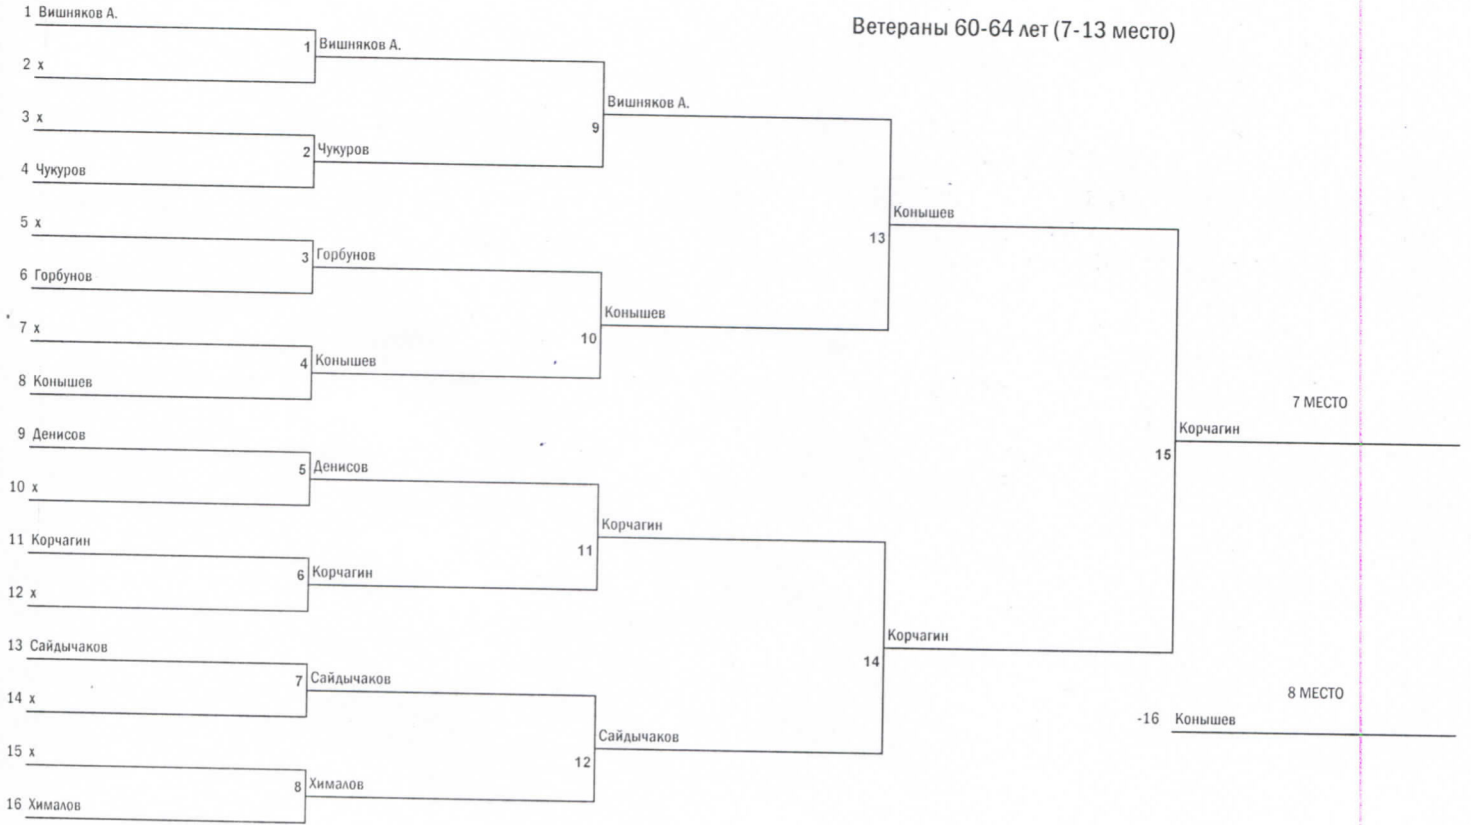 Ветераны 60-64 лет (7-13 место)
1 Вишняков А.
1 Вишняков А.
2 х
Вишняков А.
9
3 х
2 Чукуров
4 Чукуров
Конышев
13
5 х
3 Горбунов
6 Горбунов
Конышев
10
7 х
4 Конышев
8 Конышев
7 МЕСТО
Корчагин
15
9 Денисов
5 Денисов
10 х
Корчагин
11
11 Корчагин
6 Корчагин
12 х
Корчагин
14
13 Сайдычаков
7 Сайдычаков
14 х
8 МЕСТО
-16 Конышев
Сайдычаков
12
15 х
8 Хималов
16 Хималов